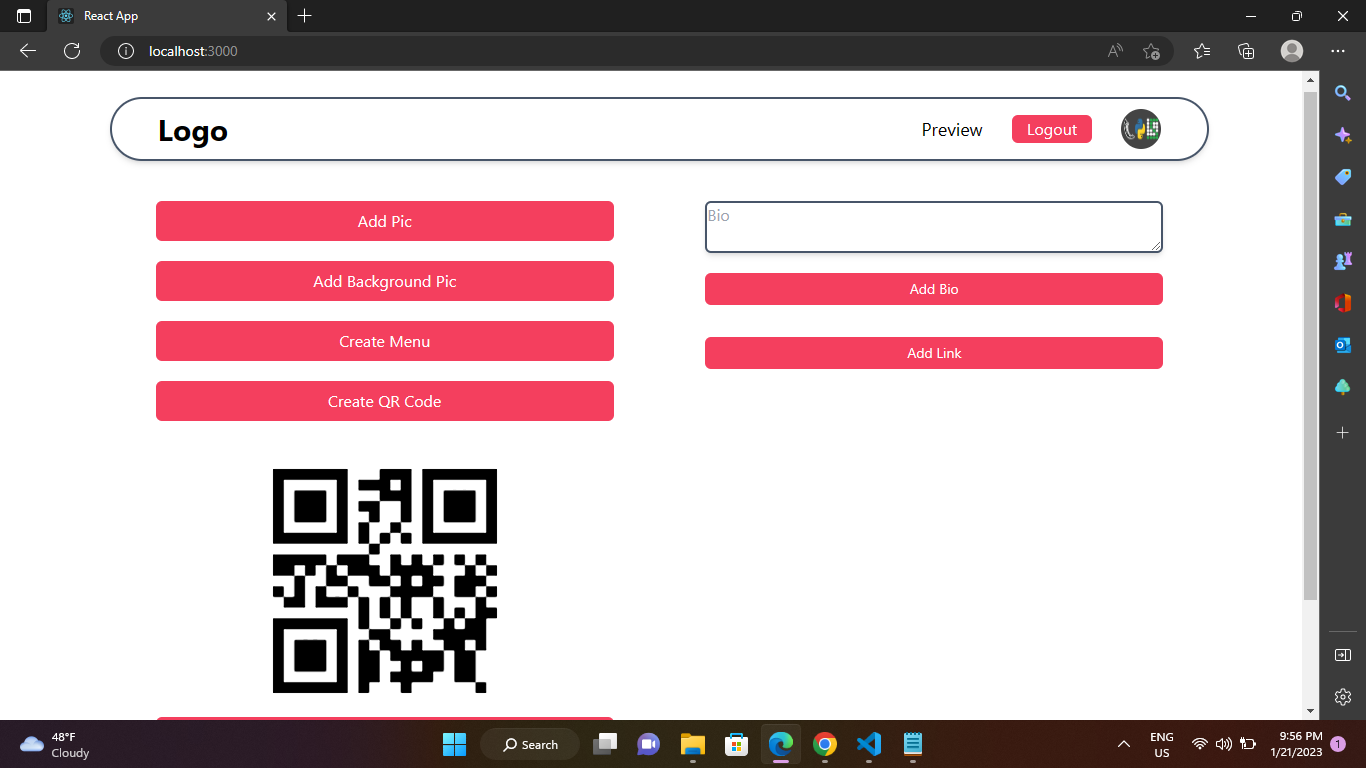 React App
localhost:3000
Logo
Preview
Logout
Add Pic
Add Background Pic
Create Menu
Create QR Code
Bio
Add Bio
Add Link
48°F
Cloudy
Search
ENG
US
9:56 PM
1/21/2023
1